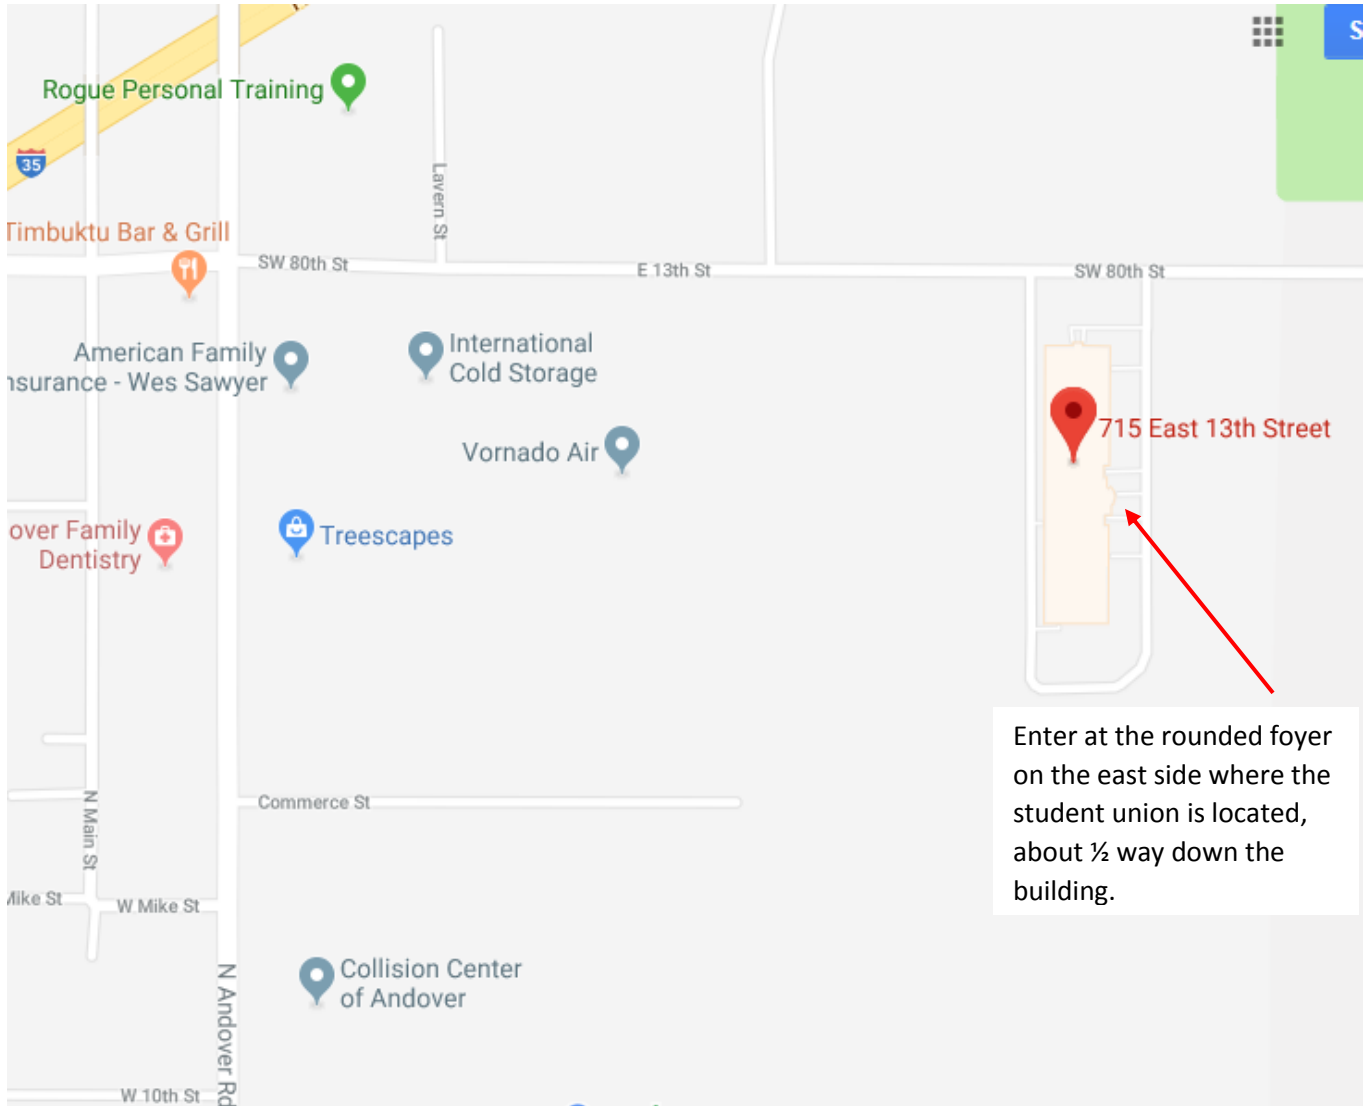 S
Rogue Personal Training
35
Lavern St
Timbuktu Bar & Grill
SW 80th St
E 13th St
SW 80th St
American Family
nsurance - Wes Sawyer
International
Cold Storage
715 East 13th Street
Vornado Air
over Family
Dentistry
Treescapes
Enter at the rounded foyer
on the east side where the
student union is located,
about ½ way down the
building.
N Main St
Commerce St
Mike St
W Mike St
Collision Center
of Andover
N Andover Rd
W 10th St